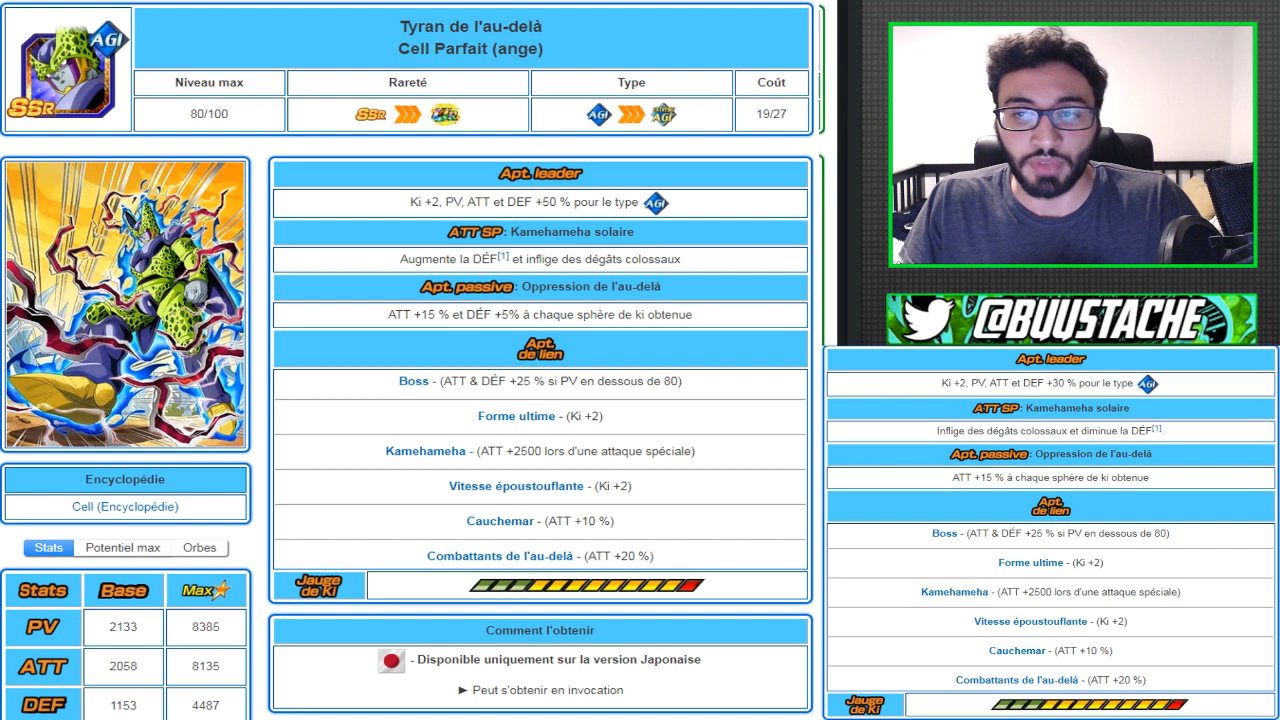 Tyran de l'au-delà
Cell Parfait (ange)
AGI
SSR
Niveau max
Rareté
Type
Coût
80/100
SSR
UR
AGI
AGI
19/27
Apt. leader
Ki +2, PV, ATT et DEF +50 % pour le type AGI
ATT SP : Kamehameha solaire
Augmente la DÉF[1] et inflige des dégâts colossaux
Apt. passive : Oppression de l'au-delà
ATT +15 % et DÉF +5% à chaque sphère de ki obtenue
Apt.
de lien
Boss - (ATT & DÉF +25 % si PV en dessous de 80)
Forme ultime - (Ki +2)
Kamehameha - (ATT +2500 lors d'une attaque spéciale)
Vitesse époustouflante - (Ki +2)
Cauchemar - (ATT +10 %)
Combattants de l'au-delà - (ATT +20 %)
Jauge
de Ki
Comment l'obtenir
- Disponible uniquement sur la version Japonaise
► Peut s'obtenir en invocation
Encyclopédie
Cell (Encyclopédie)
Stats
Potentiel max
Orbes
Stats
Base
Max
PV
2133
8385
ATT
2058
8135
DEF
1153
4487
@BUUSTACHE
Apt. leader
Ki +2, PV, ATT et DEF +30 % pour le type AGI
ATT SP : Kamehameha solaire
Inflige des dégâts colossaux et diminue la DÉF[1]
Apt. passive : Oppression de l'au-delà
ATT +15 % à chaque sphère de ki obtenue
Apt.
de lien
Boss - (ATT & DÉF +25 % si PV en dessous de 80)
Forme ultime - (Ki +2)
Kamehameha - (ATT +2500 lors d'une attaque spéciale)
Vitesse époustouflante - (Ki +2)
Cauchemar - (ATT +10 %)
Combattants de l'au-delà - (ATT +20 %)
Jauge
de Ki